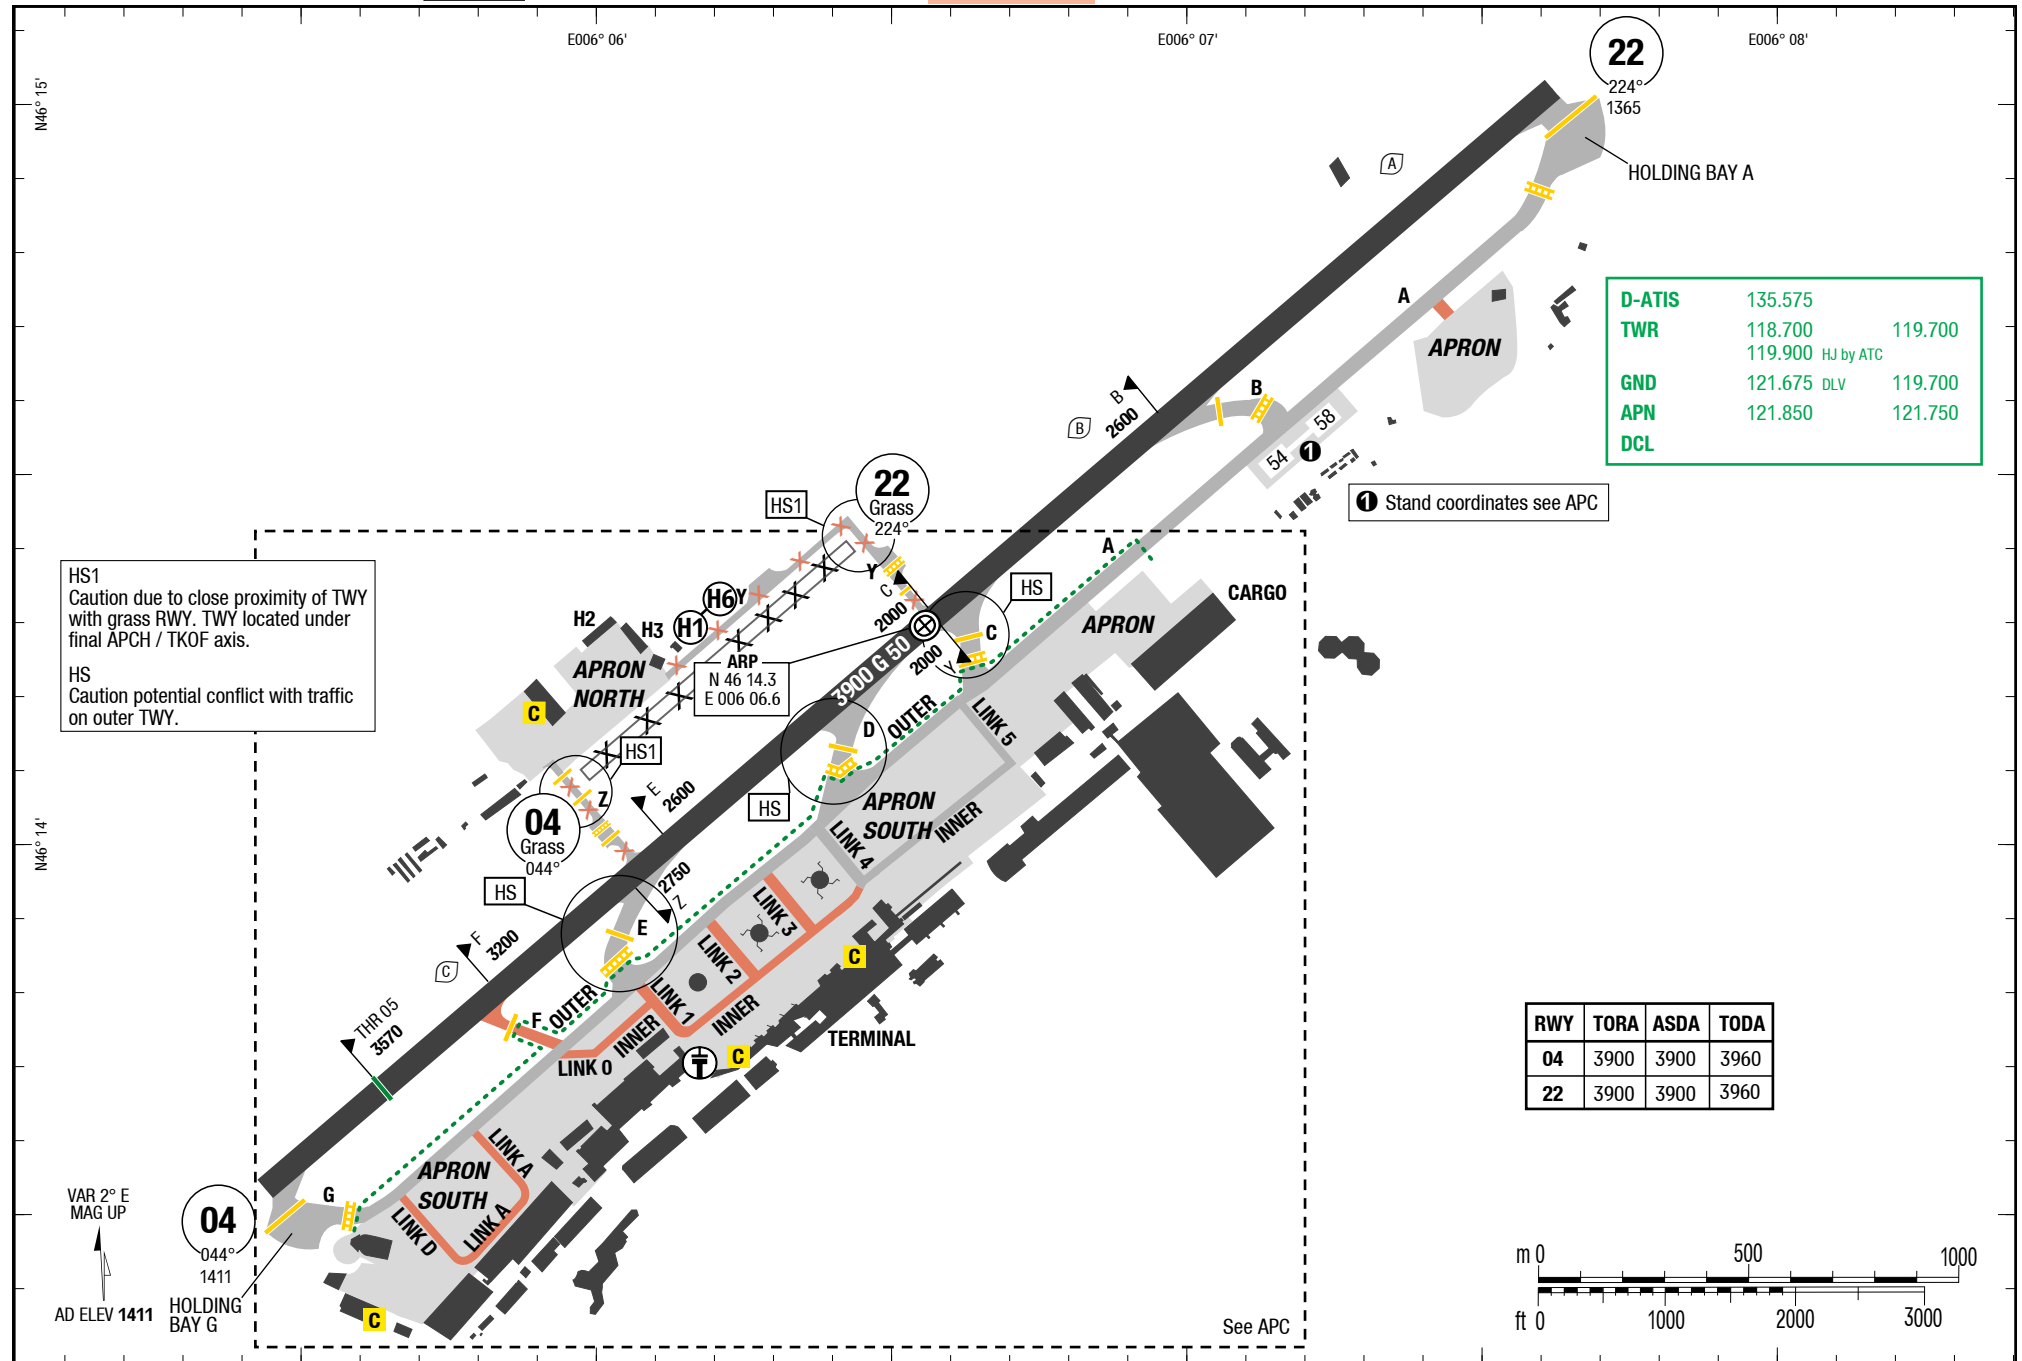 E006° 06'
E006° 07'
E006° 08'
N46° 15'
22
224°
1365
HOLDING BAY A
A
A
APRON
D-ATIS 135.575
TWR 118.700 119.700
119.900 HJ by ATC
GND 121.675 DLV 119.700
APN 121.850 121.750
DCL
B
B
2600
B
58
54
1
1 Stand coordinates see APC
22
Grass
224°
HS1
HS1
Caution due to close proximity of TWY
with grass RWY. TWY located under
final APCH / TKOF axis.
HS
Caution potential conflict with traffic
on outer TWY.
A
Y
C
2000
HS
CARGO
H6
Y
H2
H3
H1
APRON
C
APRON
NORTH
ARP
N 46 14.3
E 006 06.6
3900 G 50
2000
Y
C
D
OUTER
LINK 5
HS1
HS
E
2600
Z
04
Grass
044°
APRON
SOUTH
INNER
LINK 4
N46° 14'
HS
2750
Z
LINK 3
E
F
3200
C
LINK 2
C
THR 05
3570
F
OUTER
LINK 1
INNER
INNER
LINK 0
T
C
TERMINAL
RWY TORA ASDA TODA
04 3900 3900 3960
22 3900 3900 3960
LINK A
APRON
SOUTH
LINK A
LINK D
G
VAR 2° E
MAG UP
04
044°
1411
AD ELEV 1411
HOLDING
BAY G
C
See APC
m 0 500 1000
ft 0 1000 2000 3000